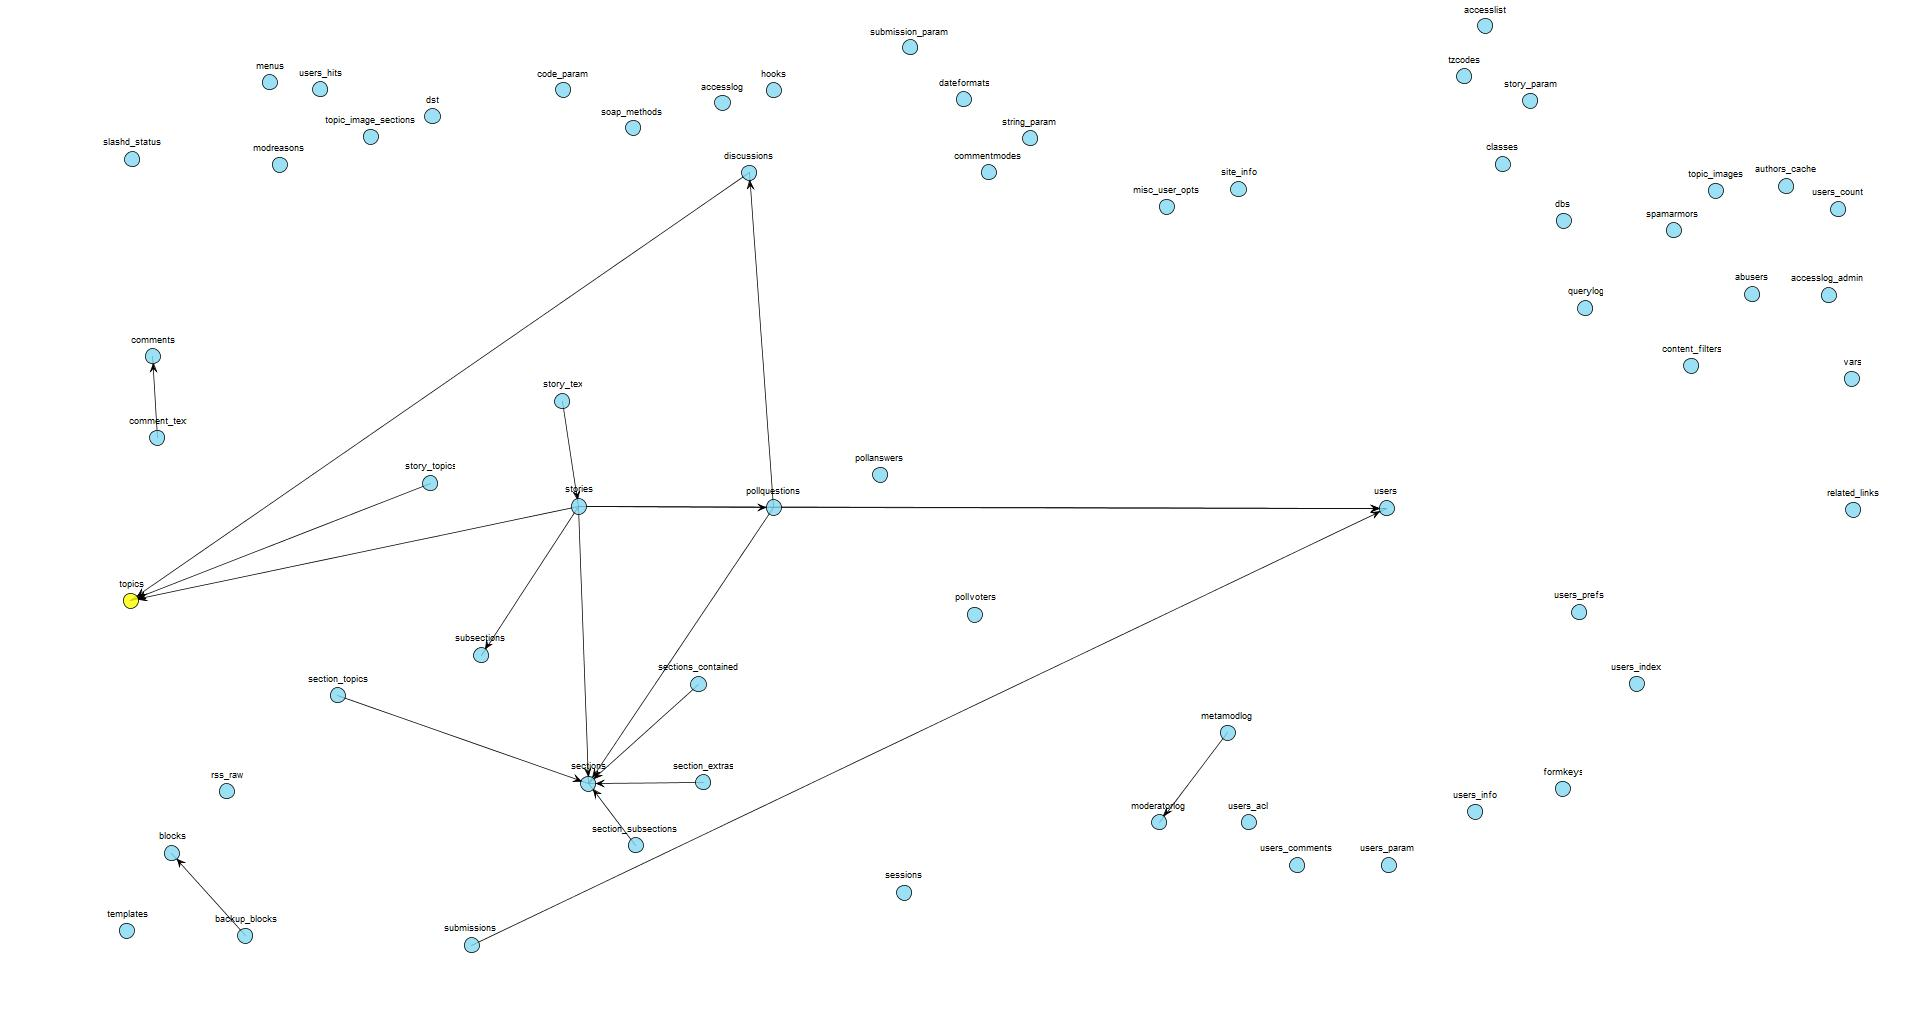 accesslist
submission_param
tzcodes
menus
users_hits
code_param
hooks
accesslog
dateformats
story_param
dst
topic_image_sections
soap_methods
string_param
slashd_status
modreasons
discussions
commentmodes
classes
misc_user_opts
site_info
topic_images
authors_cache
users_count
dbs
spamarmors
abusers
accesslog_admin
querylog
comments
content_filters
vars
story_tex
comment_tex
story_topics
pollanswers
stories
pollquestions
users
related_links
topics
pollvoters
users_prefs
subsections
sections_contained
users_index
section_topics
metamodlog
sections
section_extras
rss_raw
formkeys
users_info
moderatorlog
users_acl
blocks
section_subsections
users_comments
users_param
sessions
templates
backup_blocks
submissions